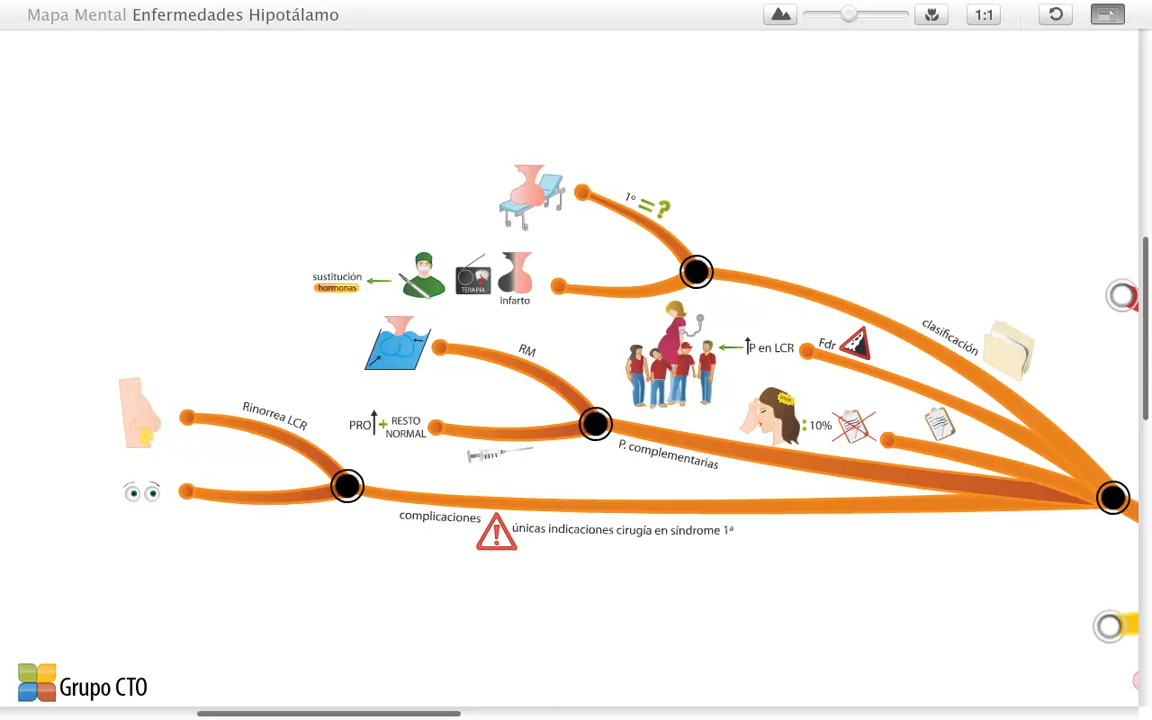 Mapa Mental Enfermedades Hipotálamo
1:1
1º = ?
sustitución
hormonas
TERAPIA
infarto
clasificación
RM
↑P en LCR
Fdr
Rinorrea LCR
PRO↑ + RESTO
NORMAL
: 10%
P. complementarias
complicaciones
únicas indicaciones cirugía en síndrome 1ª
Grupo CTO